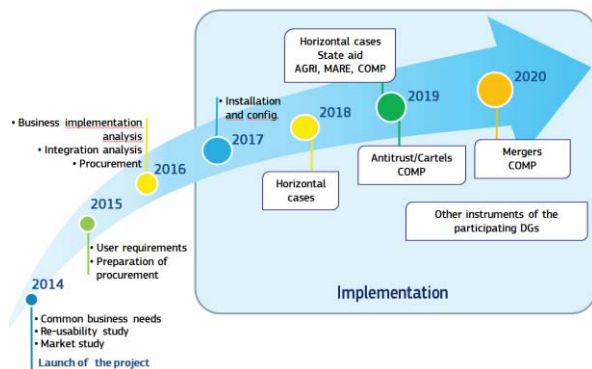 2014
• Common business needs
• Re-usability study
• Market study
Launch of the project
2015
• User requirements
• Preparation of
procurement
• Business implementation
analysis
• Integration analysis
• Procurement
2016
• Installation
and config.
2017
2018
Horizontal
cases
Horizontal cases
State aid
AGRI, MARE, COMP
2019
Antitrust/Cartels
COMP
2020
Mergers
COMP
Other instruments of the
participating DGs
Implementation